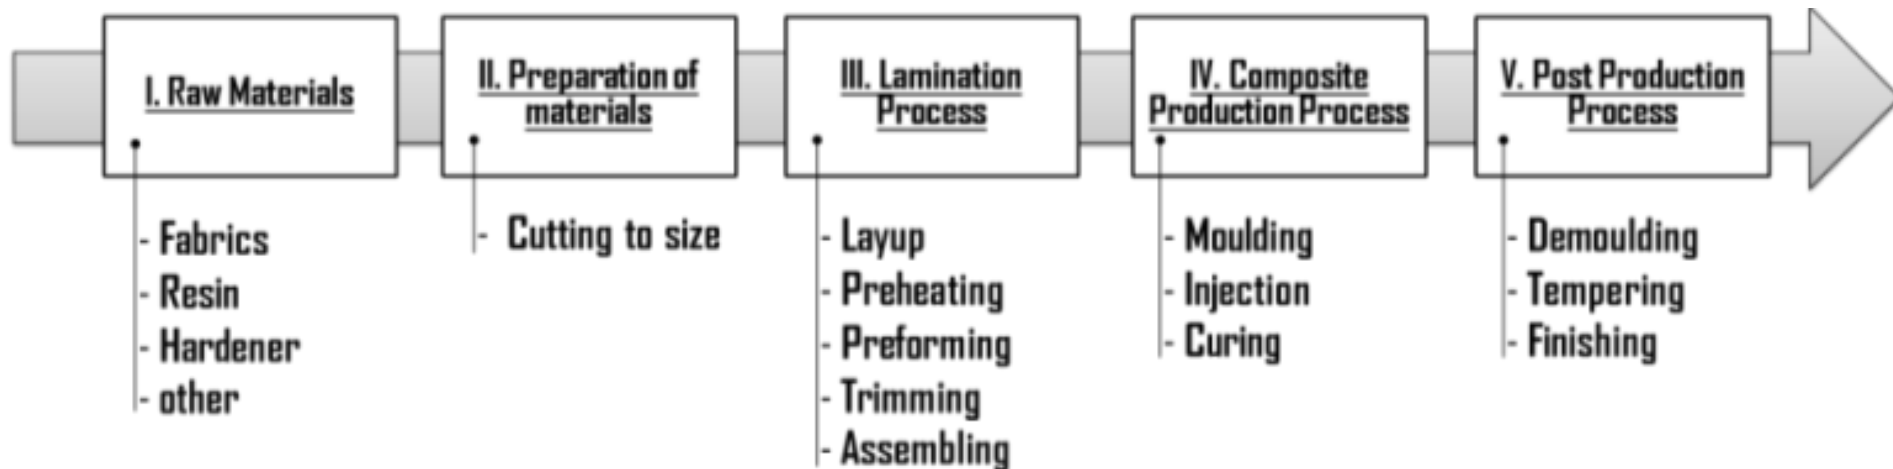 I. Raw Materials
- Fabrics
- Resin
- Hardener
- other
II. Preparation of
materials
- Cutting to size
III. Lamination
Process
- Layup
- Preheating
- Preforming
- Trimming
- Assembling
IV. Composite
Production Process
- Moulding
- Injection
- Curing
V. Post Production
Process
- Demoulding
- Tempering
- Finishing